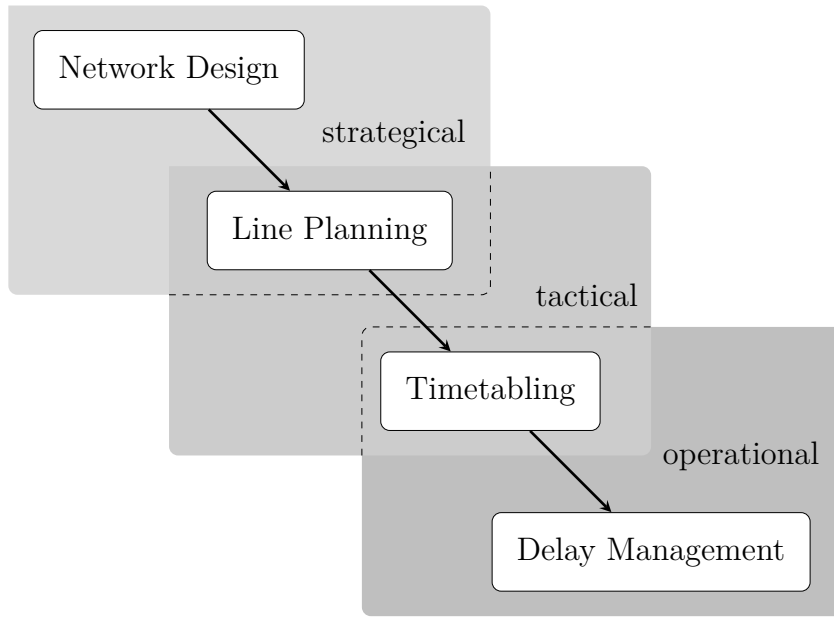 Network Design
strategical
Line Planning
tactical
Timetabling
operational
Delay Management